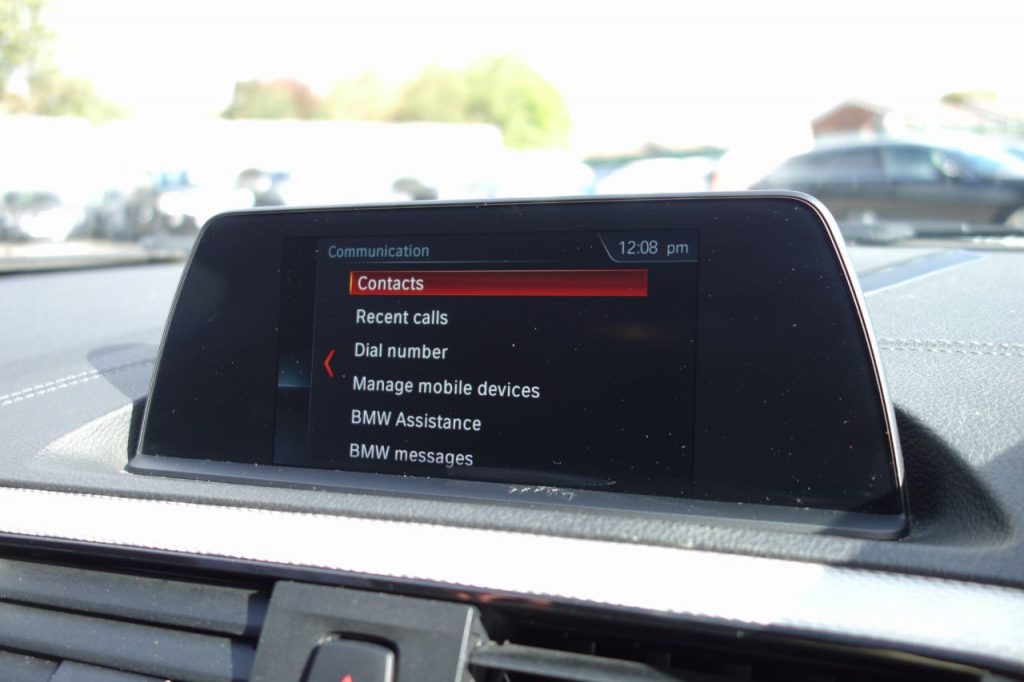 Communication
12:08 pm
Contacts
Recent calls
Dial number
Manage mobile devices
BMW Assistance
BMW messages